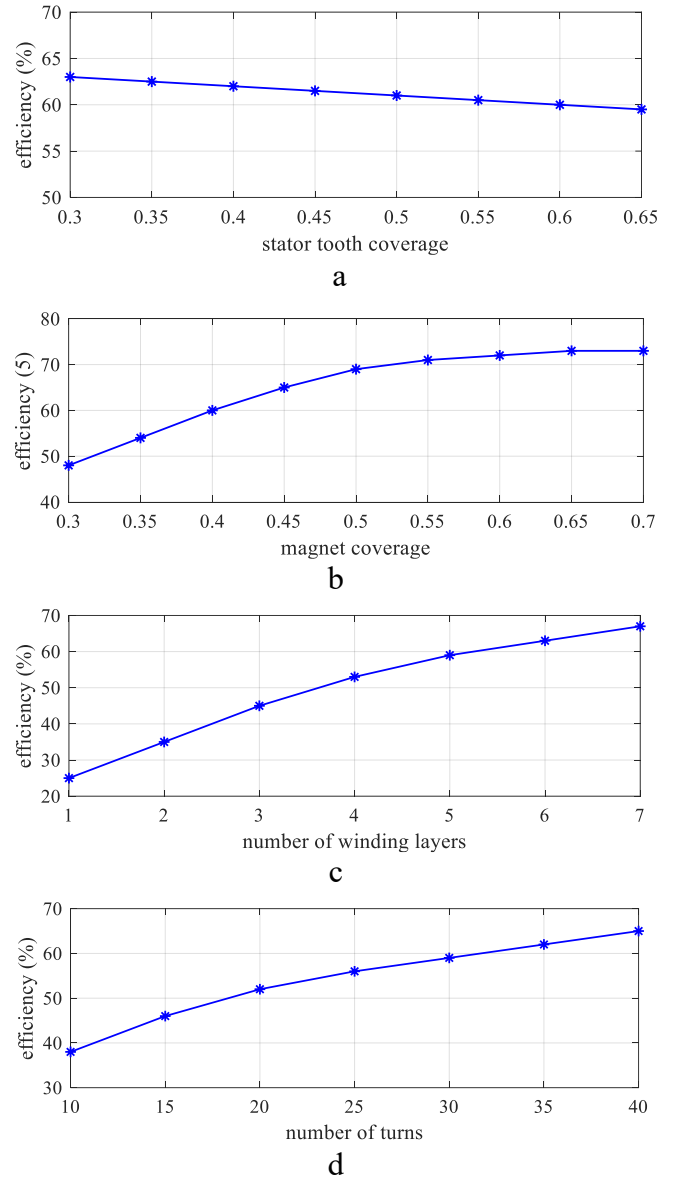 70
65
60
55
50
efficiency (%)
0.3 0.35 0.4 0.45 0.5 0.55 0.6 0.65
stator tooth coverage
a
80
70
60
50
40
efficiency (5)
0.3 0.35 0.4 0.45 0.5 0.55 0.6 0.65 0.7
magnet coverage
b
70
60
50
40
30
20
efficiency (%)
1 2 3 4 5 6 7
number of winding layers
c
70
60
50
40
30
efficiency (%)
10 15 20 25 30 35 40
number of turns
d